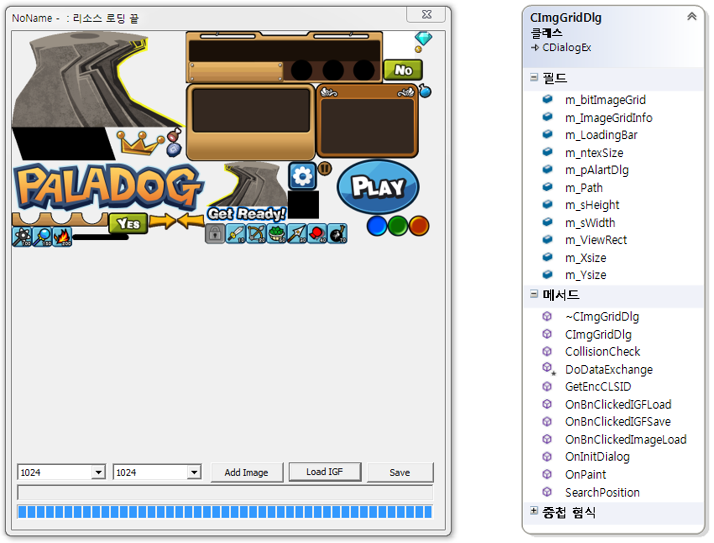 NoName - : 리소스 로딩 끝
No
PALADOG
PLAY
Get Ready!
YES
1024
1024
Add Image
Load IGF
Save
CImgGridDlg
클래스
CDialogEx
필드
m_bitImageGrid
m_ImageGridInfo
m_LoadingBar
m_ntexSize
m_pAlartDlg
m_Path
m_sHeight
m_sWidth
m_ViewRect
m_Xsize
m_Ysize
메서드
~CImgGridDlg
CImgGridDlg
CollisionCheck
DoDataExchange
GetEncCLSID
OnBnClickedIGFLoad
OnBnClickedIGFSave
OnBnClickedImageLoad
OnInitDialog
OnPaint
SearchPosition
중첩 형식